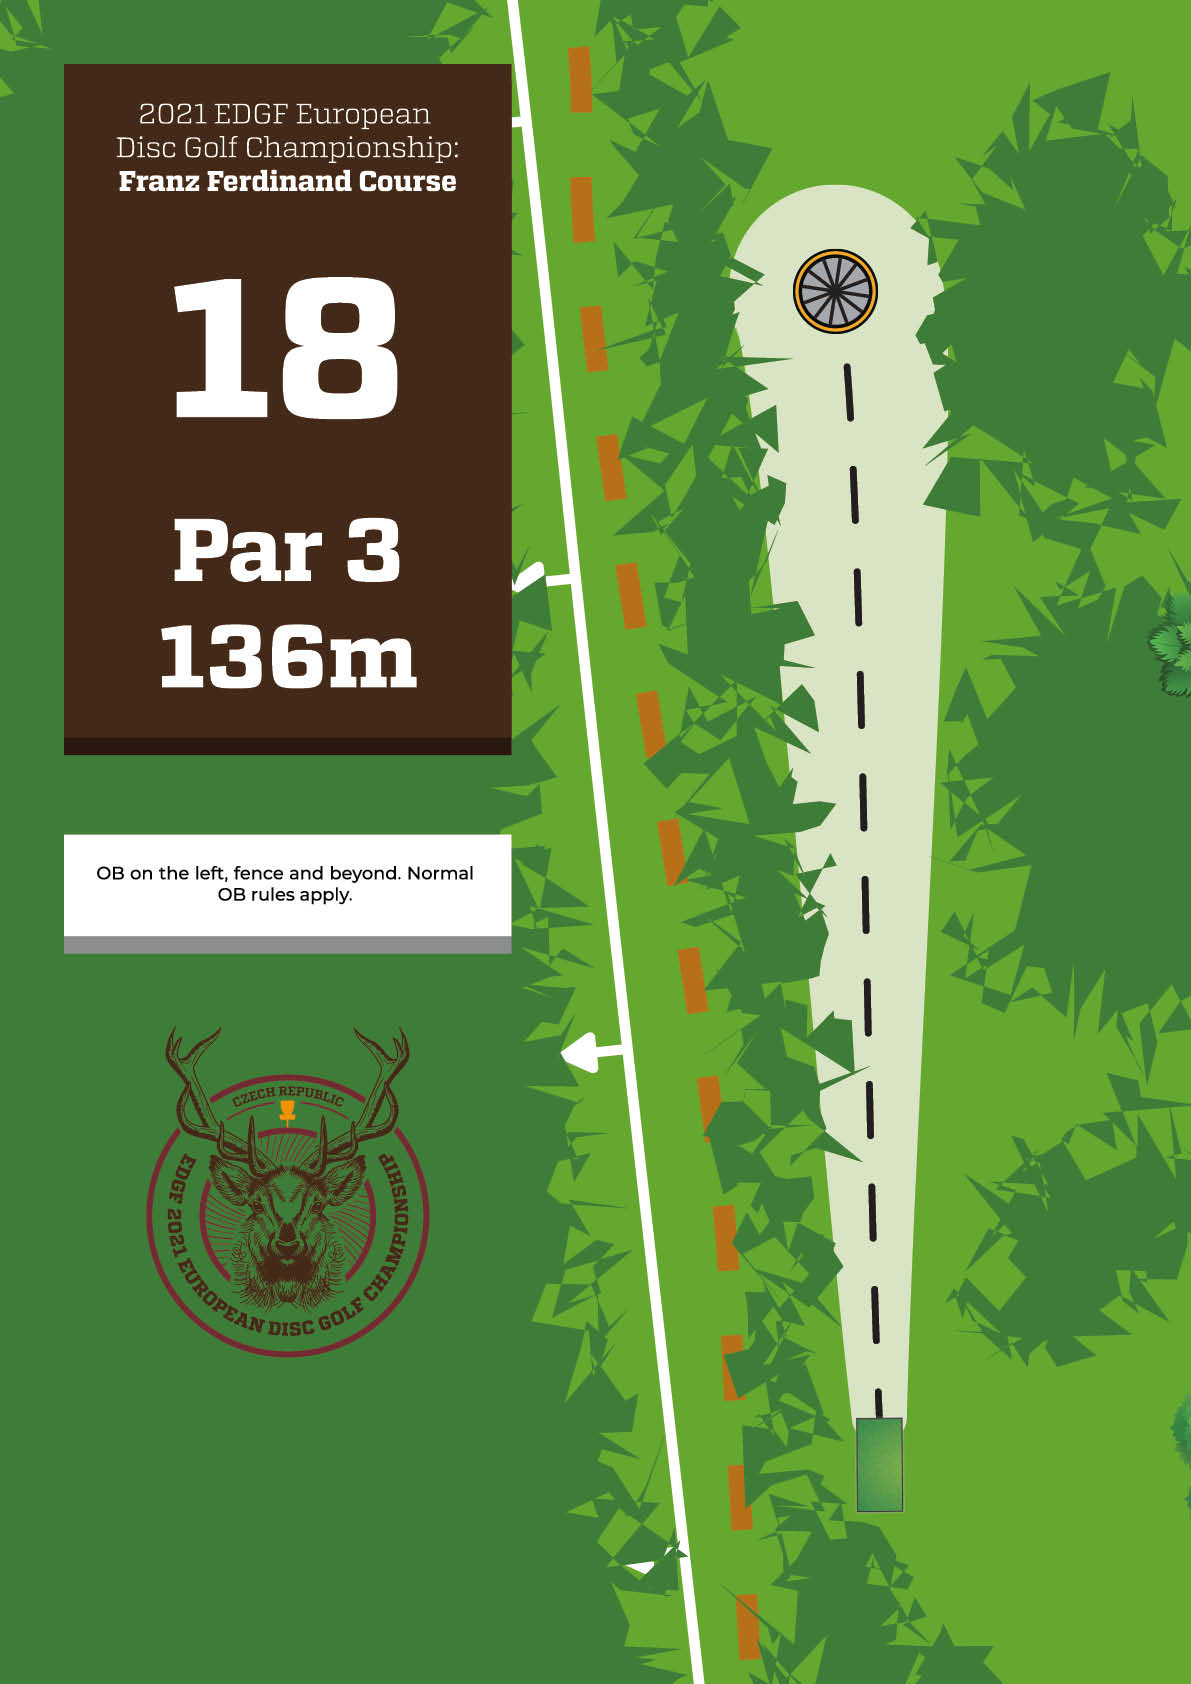 2021 EDGF European
Disc Golf Championship:
Franz Ferdinand Course
18
Par 3
136m
OB on the left, fence and beyond. Normal
OB rules apply.
CZECH REPUBLIC
EDGF 2021 EUROPEAN DISC GOLF CHAMPIONSHIP